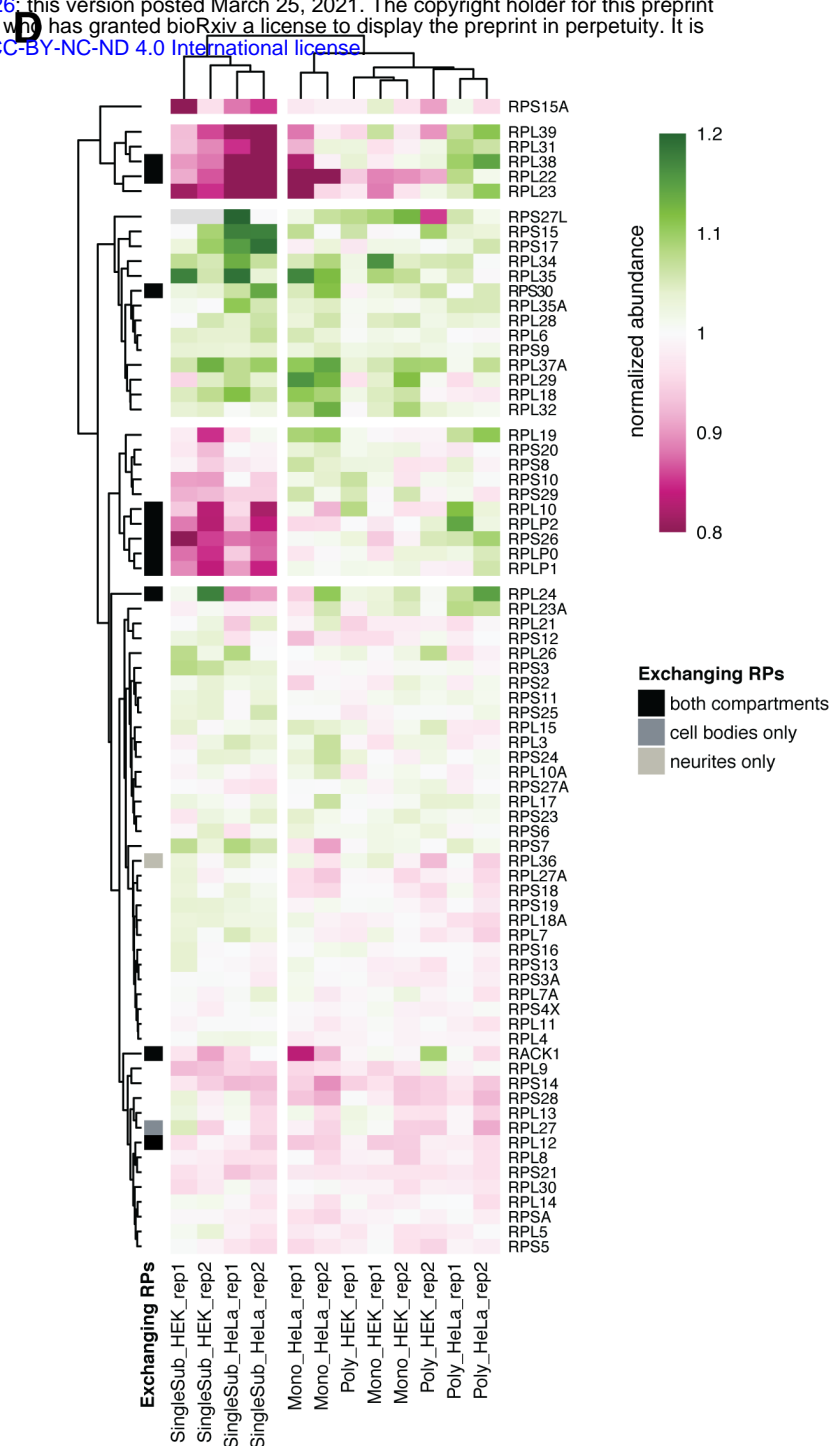 26; this version posted March 25, 2021. The copyright holder for this preprint
who has granted bioRxiv a license to display the preprint in perpetuity. It is
D
CC-BY-NC-ND 4.0 International license
RPS15A
RPL39
RPL31
RPL38
RPL22
RPL23
RPS27L
RPS15
RPS17
RPL34
RPL35
RPS30
RPL35A
RPL28
RPL6
RPS9
RPL37A
RPL29
RPL18
RPL32
RPL19
RPS20
RPS8
RPS10
RPS29
RPL10
RPLP2
RPS26
RPLP0
RPLP1
RPL24
RPL23A
RPL21
RPS12
RPL26
RPS3
RPS2
RPS11
RPS25
RPL15
RPL3
RPS24
RPL10A
RPS27A
RPL17
RPS23
RPS6
RPS7
RPL36
RPL27A
RPS18
RPS19
RPL18A
RPL7
RPS16
RPS13
RPS3A
RPL7A
RPS4X
RPL11
RPL4
RACK1
RPL9
RPS14
RPS28
RPL13
RPL27
RPL12
RPL8
RPS21
RPL30
RPL14
RPSA
RPL5
RPS5
normalized abundance
1.2
1.1
1
0.9
0.8
Exchanging RPs
both compartments
cell bodies only
neurites only
Exchanging RPs
SingleSub_HEK_rep1
SingleSub_HEK_rep2
SingleSub_HeLa_rep1
SingleSub_HeLa_rep2
Mono_HeLa_rep1
Mono_HeLa_rep2
Poly_HEK_rep1
Mono_HEK_rep1
Mono_HEK_rep2
Poly_HEK_rep2
Poly_HeLa_rep1
Poly_HeLa_rep2